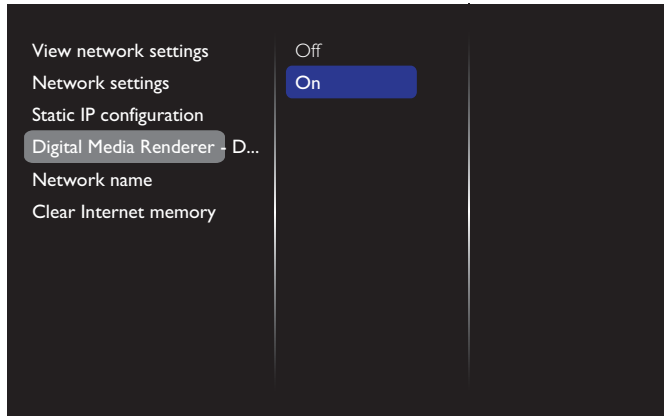 View network settings
Network settings
Static IP configuration
Digital Media Renderer - D...
Network name
Clear Internet memory
Off
On